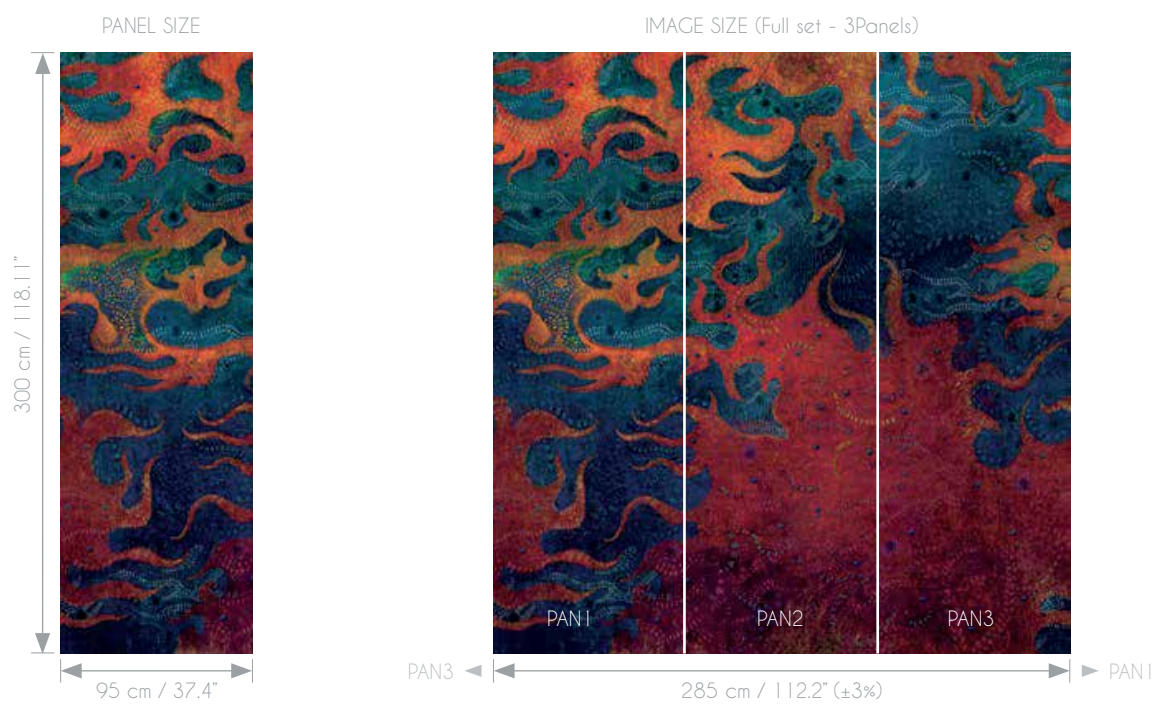 PANEL SIZE
IMAGE SIZE (Full set - 3Panels)
300 cm / 118.11"
PAN1
PAN2
PAN3
PAN3
PAN1
95 cm / 37.4"
285 cm / 112.2" (±3%)